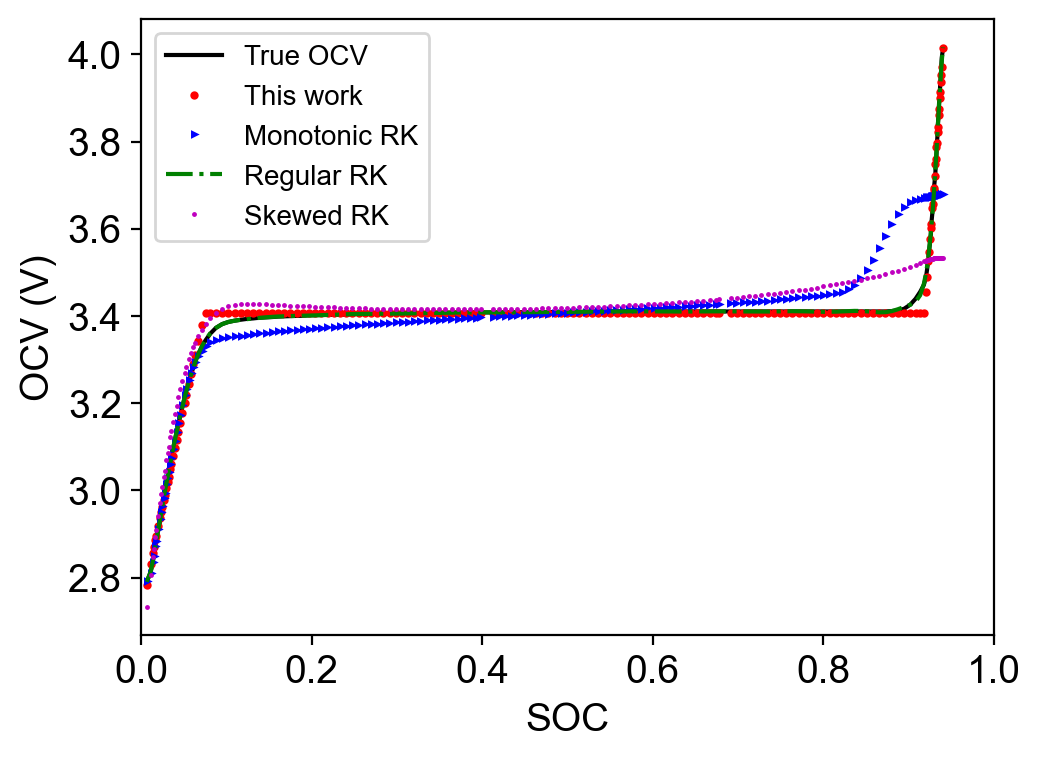 4.0
3.8
3.6
3.4
3.2
3.0
2.8
OCV (V)
True OCV
This work
Monotonic RK
Regular RK
Skewed RK
0.0 0.2 0.4 0.6 0.8 1.0
SOC